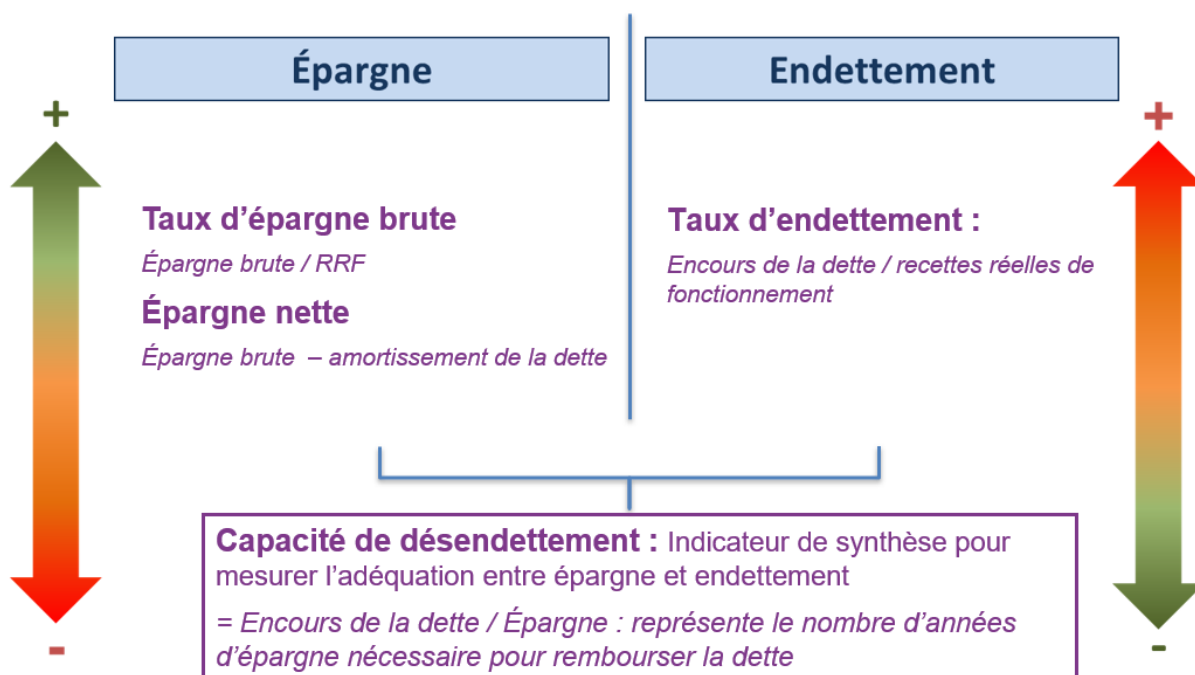 Épargne
Endettement
+
+
Taux d’épargne brute
Épargne brute / RRF
Épargne nette
Épargne brute – amortissement de la dette
Taux d’endettement :
Encours de la dette / recettes réelles de
fonctionnement
Capacité de désendettement : Indicateur de synthèse pour
mesurer l’adéquation entre épargne et endettement
= Encours de la dette / Épargne : représente le nombre d’années
d’épargne nécessaire pour rembourser la dette
-
-